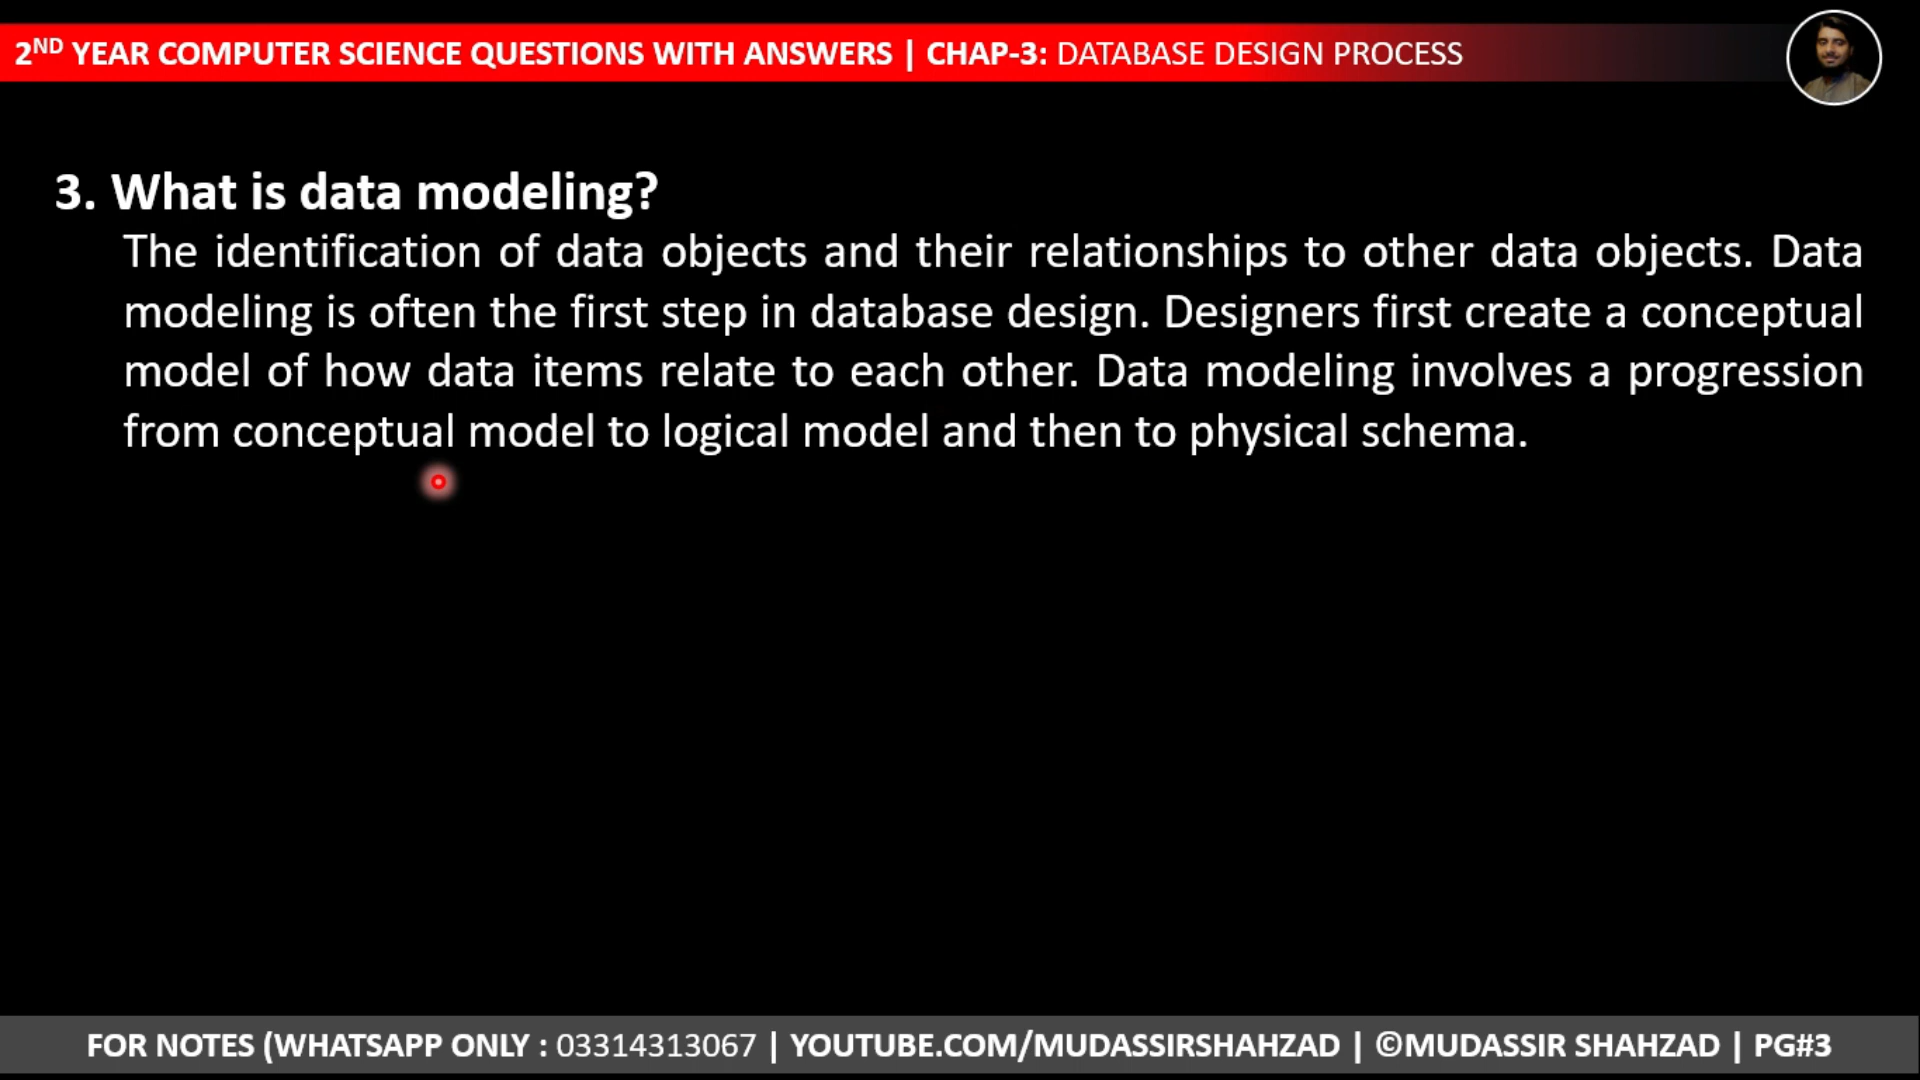 2ND YEAR COMPUTER SCIENCE QUESTIONS WITH ANSWERS | CHAP-3: DATABASE DESIGN PROCESS
3. What is data modeling?
The identification of data objects and their relationships to other data objects. Data
modeling is often the first step in database design. Designers first create a conceptual
model of how data items relate to each other. Data modeling involves a progression
from conceptual model to logical model and then to physical schema.
FOR NOTES (WHATSAPP ONLY : 03314313067 | YOUTUBE.COM/MUDASSIRSHAHZAD | ©MUDASSIR SHAHZAD | PG#3